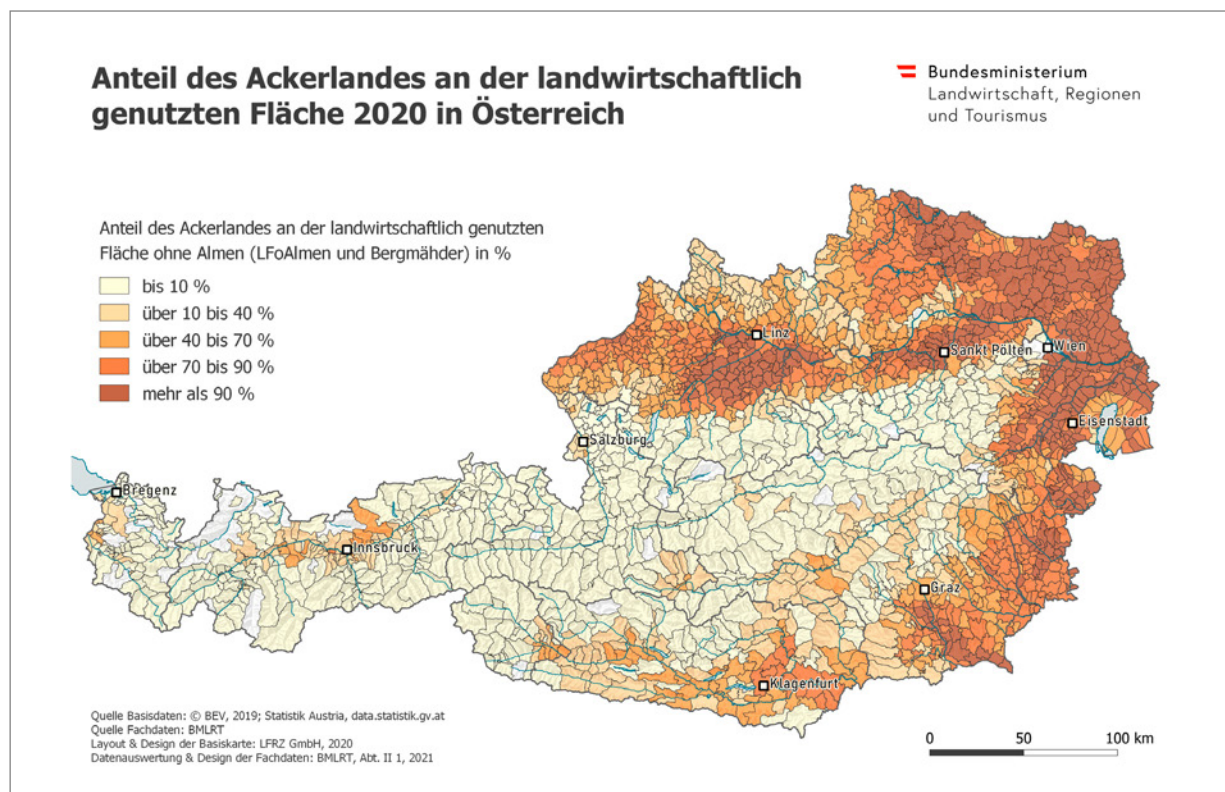 Anteil des Ackerlandes an der landwirtschaftlich
genutzten Fläche 2020 in Österreich
Bundesministerium
Landwirtschaft, Regionen
und Tourismus
Anteil des Ackerlandes an der landwirtschaftlich genutzten
Fläche ohne Almen (LFoAlmen und Bergmähder) in %
bis 10 %
über 10 bis 40 %
über 40 bis 70 %
über 70 bis 90 %
mehr als 90 %
Linz
Sankt Pölten
Wien
Eisenstadt
Salzburg
Bregenz
Innsbruck
Graz
Klagenfurt
Quelle Basisdaten: © BEV, 2019; Statistik Austria, data.statistik.gv.at
Quelle Fachdaten: BMLRT
Layout & Design der Basiskarte: LFRZ GmbH, 2020
Datenauswertung & Design der Fachdaten: BMLRT, Abt. II 1, 2021
0 50 100 km